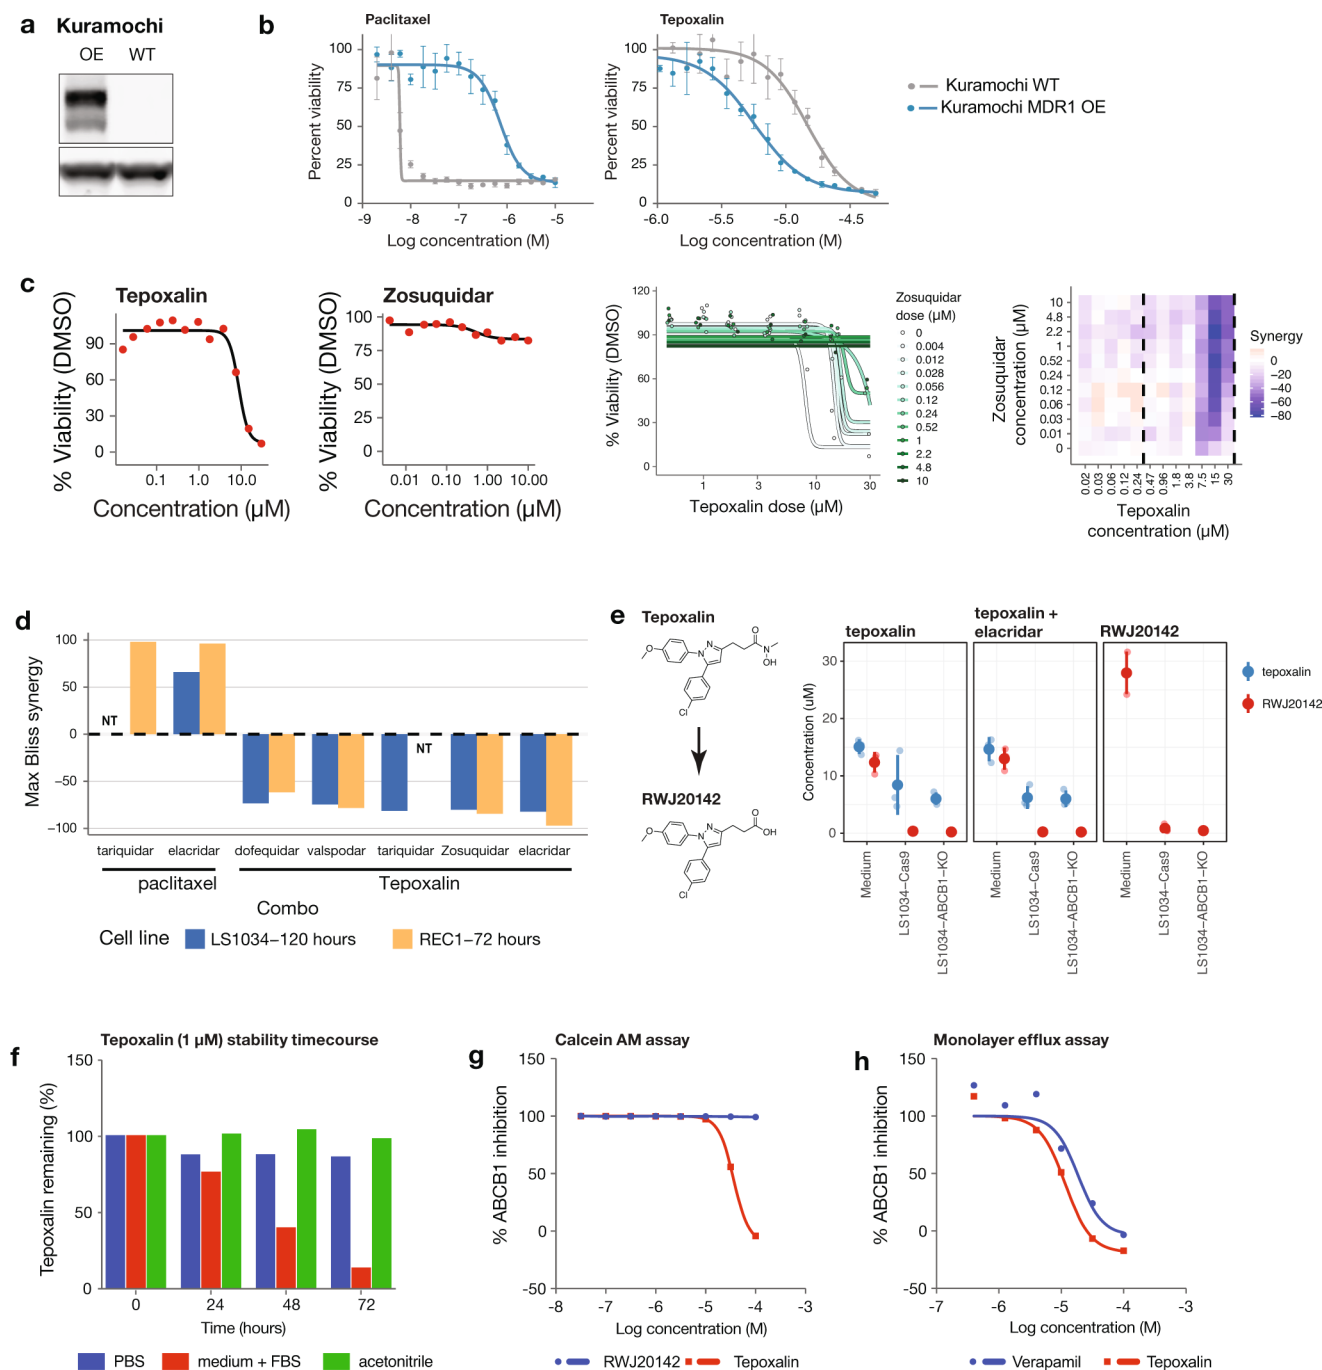 a Kuramochi
OE WT
b
Paclitaxel
Percent viability
100
75
50
25
0
-9 -8 -7 -6 -5
Log concentration (M)
Tepoxalin
Percent viability
100
75
50
25
0
-6.0 -5.5 -5.0 -4.5
Log concentration (M)
Kuramochi WT
Kuramochi MDR1 OE
c
Tepoxalin
% Viability (DMSO)
90
60
30
0
0.1 1.0 10.0
Concentration (µM)
Zosuquidar
% Viability (DMSO)
100
75
50
25
0
0.01 0.10 1.00 10.00
Concentration (µM)
% Viability (DMSO)
120
90
60
30
0
1 3 10 30
Tepoxalin dose (µM)
Zosuquidar
dose (µM)
0
0.004
0.012
0.028
0.056
0.12
0.24
0.52
1
2.2
4.8
10
Zosuquidar
concentration (µM)
10
4.8
2.2
1
0.52
0.24
0.12
0.06
0.03
0.01
0
0.02 0.03 0.06 0.12 0.24 0.47 0.96 1.8 3.8 7.5 15 30
Tepoxalin
concentration (µM)
Synergy
0
−20
−40
−60
−80
d
Max Bliss synergy
100
50
0
−50
−100
NT
NT
tariquidar elacridar dofequidar valspodar tariquidar Zosuquidar elacridar
paclitaxel Tepoxalin
Combo
Cell line LS1034−120 hours REC1−72 hours
e
Tepoxalin
O
N
N
O
N
OH
Cl
RWJ20142
O
N
N
O
OH
Cl
tepoxalin
tepoxalin +
elacridar
RWJ20142
Concentration (uM)
30
20
10
0
Medium
LS1034−Cas9
LS1034−ABCB1−KO
Medium
LS1034−Cas9
LS1034−ABCB1−KO
Medium
LS1034−Cas9
LS1034−ABCB1−KO
tepoxalin
RWJ20142
f
Tepoxalin (1 µM) stability timecourse
Tepoxalin remaining (%)
150
100
50
0
0 24 48 72
Time (hours)
PBS medium + FBS acetonitrile
g
Calcein AM assay
% ABCB1 inhibition
150
100
50
0
-50
-8 -7 -6 -5 -4 -3
Log concentration (M)
RWJ20142 Tepoxalin
h
Monolayer efflux assay
% ABCB1 inhibition
150
100
50
0
-50
-7 -6 -5 -4 -3
Log concentration (M)
Verapamil Tepoxalin